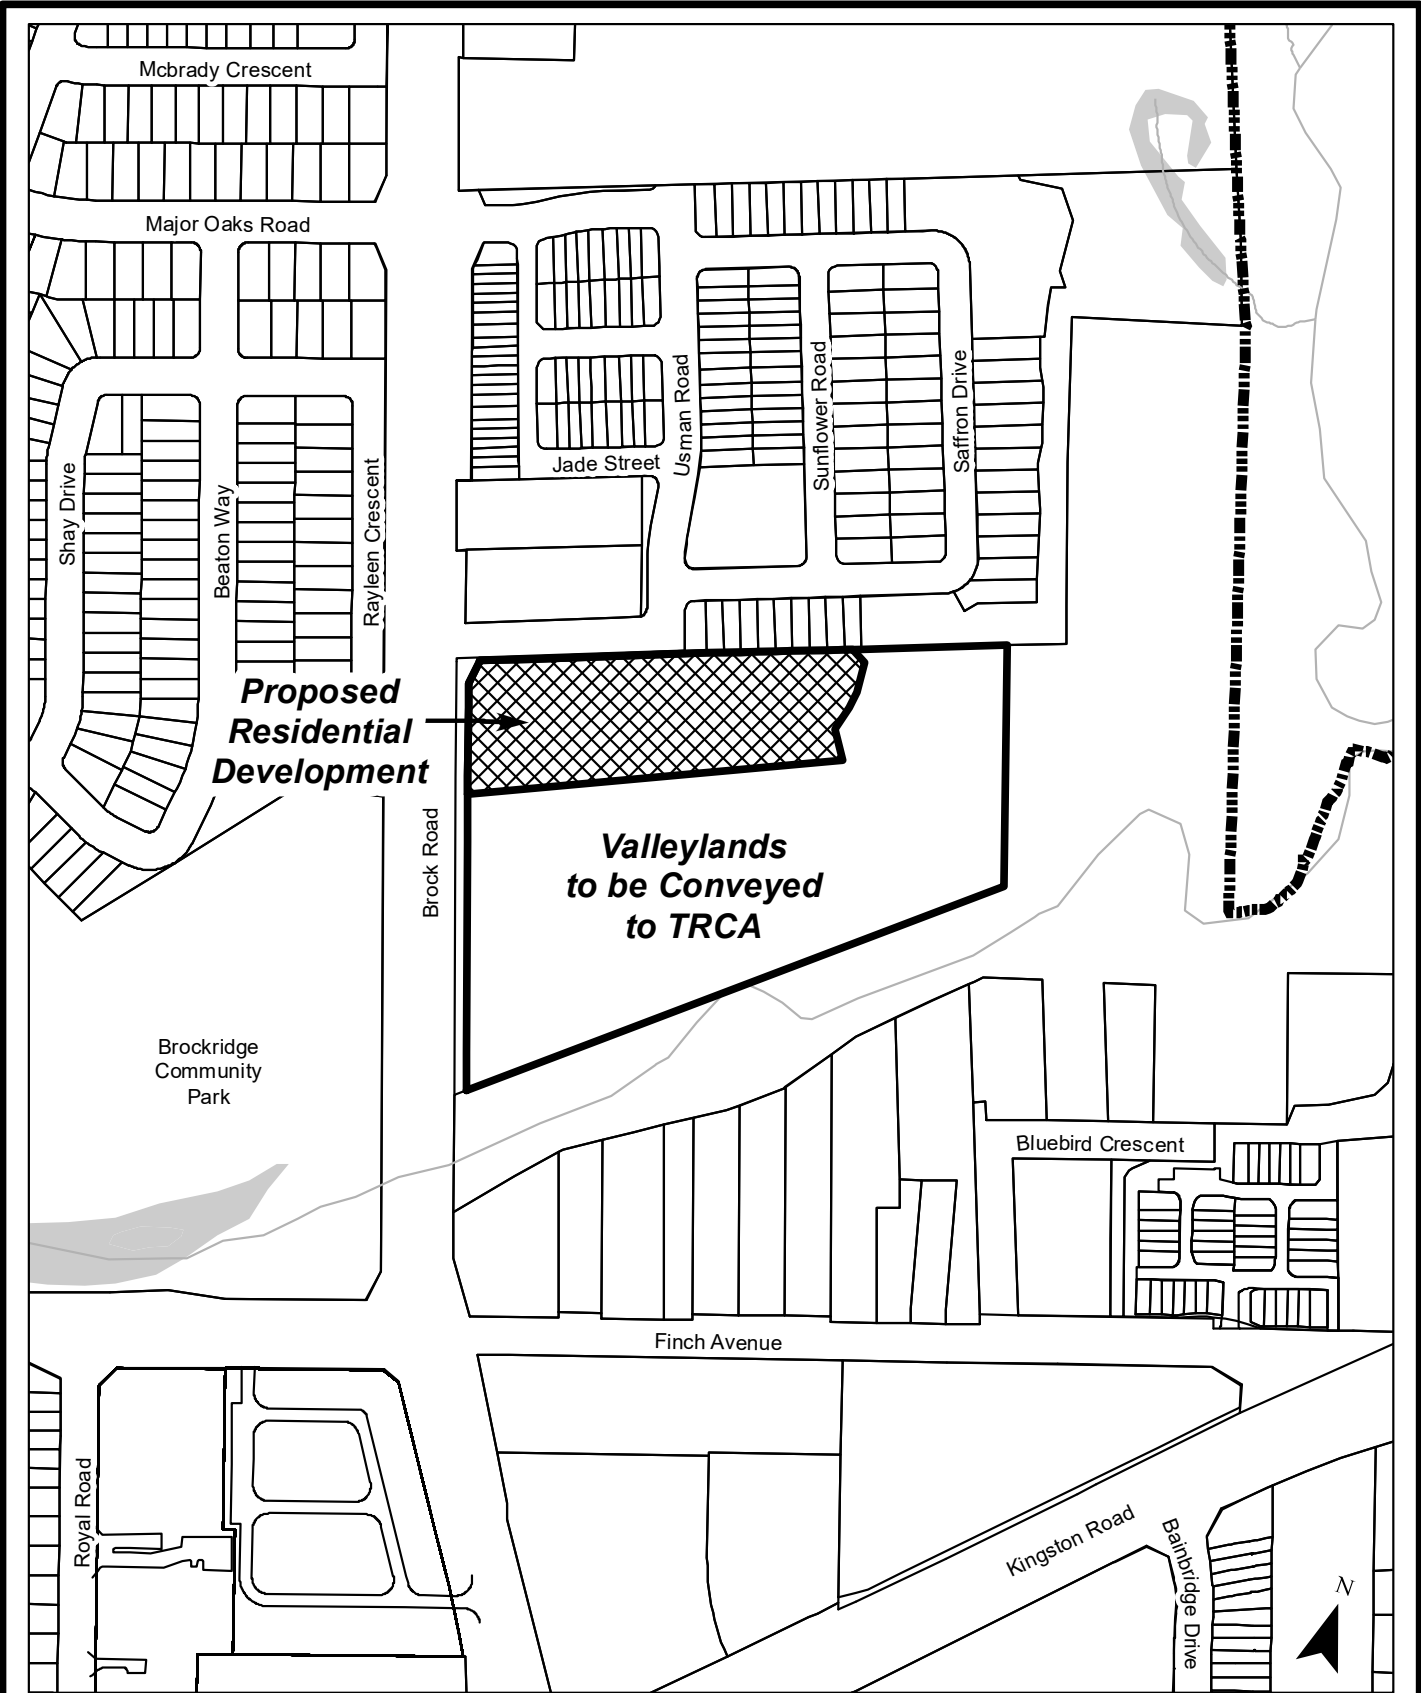 Mcbrady Crescent
Major Oaks Road
Usman Road
Sunflower Road
Saffron Drive
Jade Street
Shay Drive
Beaton Way
Rayleen Crescent
Proposed
Residential
Development
Brock Road
Valleylands
to be Conveyed
to TRCA
Brockridge
Community
Park
Bluebird Crescent
Finch Avenue
Royal Road
Kingston Road
Bainbridge Drive
N